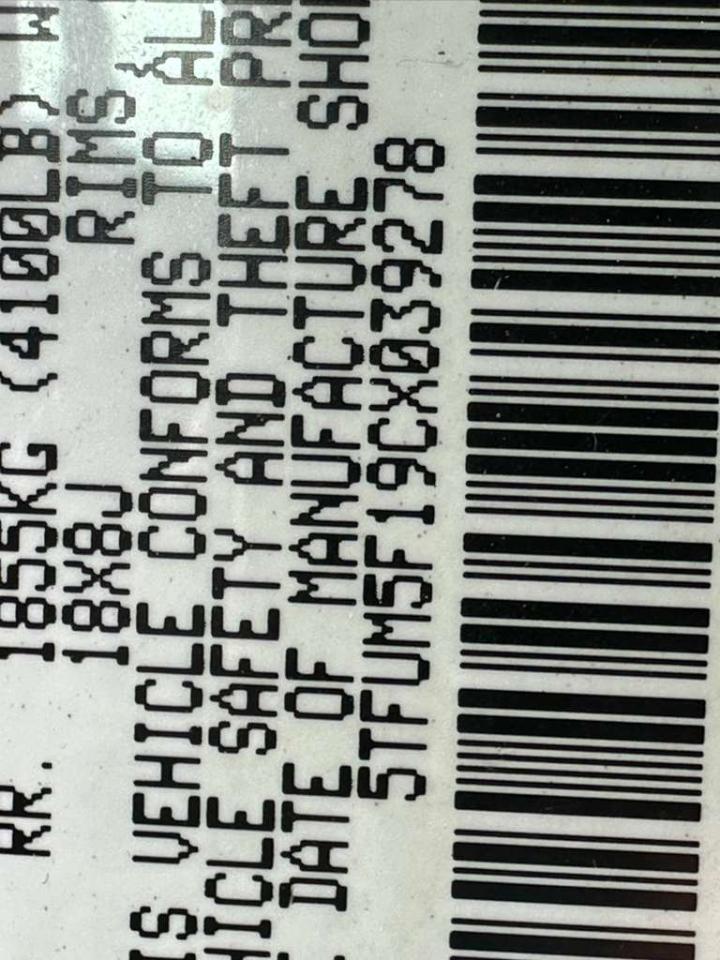 RR. 1855KG (4100LB) W
18X8J RIMS,
IS VEHICLE CONFORMS TO AL
HICLE SAFETY AND THEFT PR
DATE OF MANUFACTURE SHO
5TFUM5F19CX039278